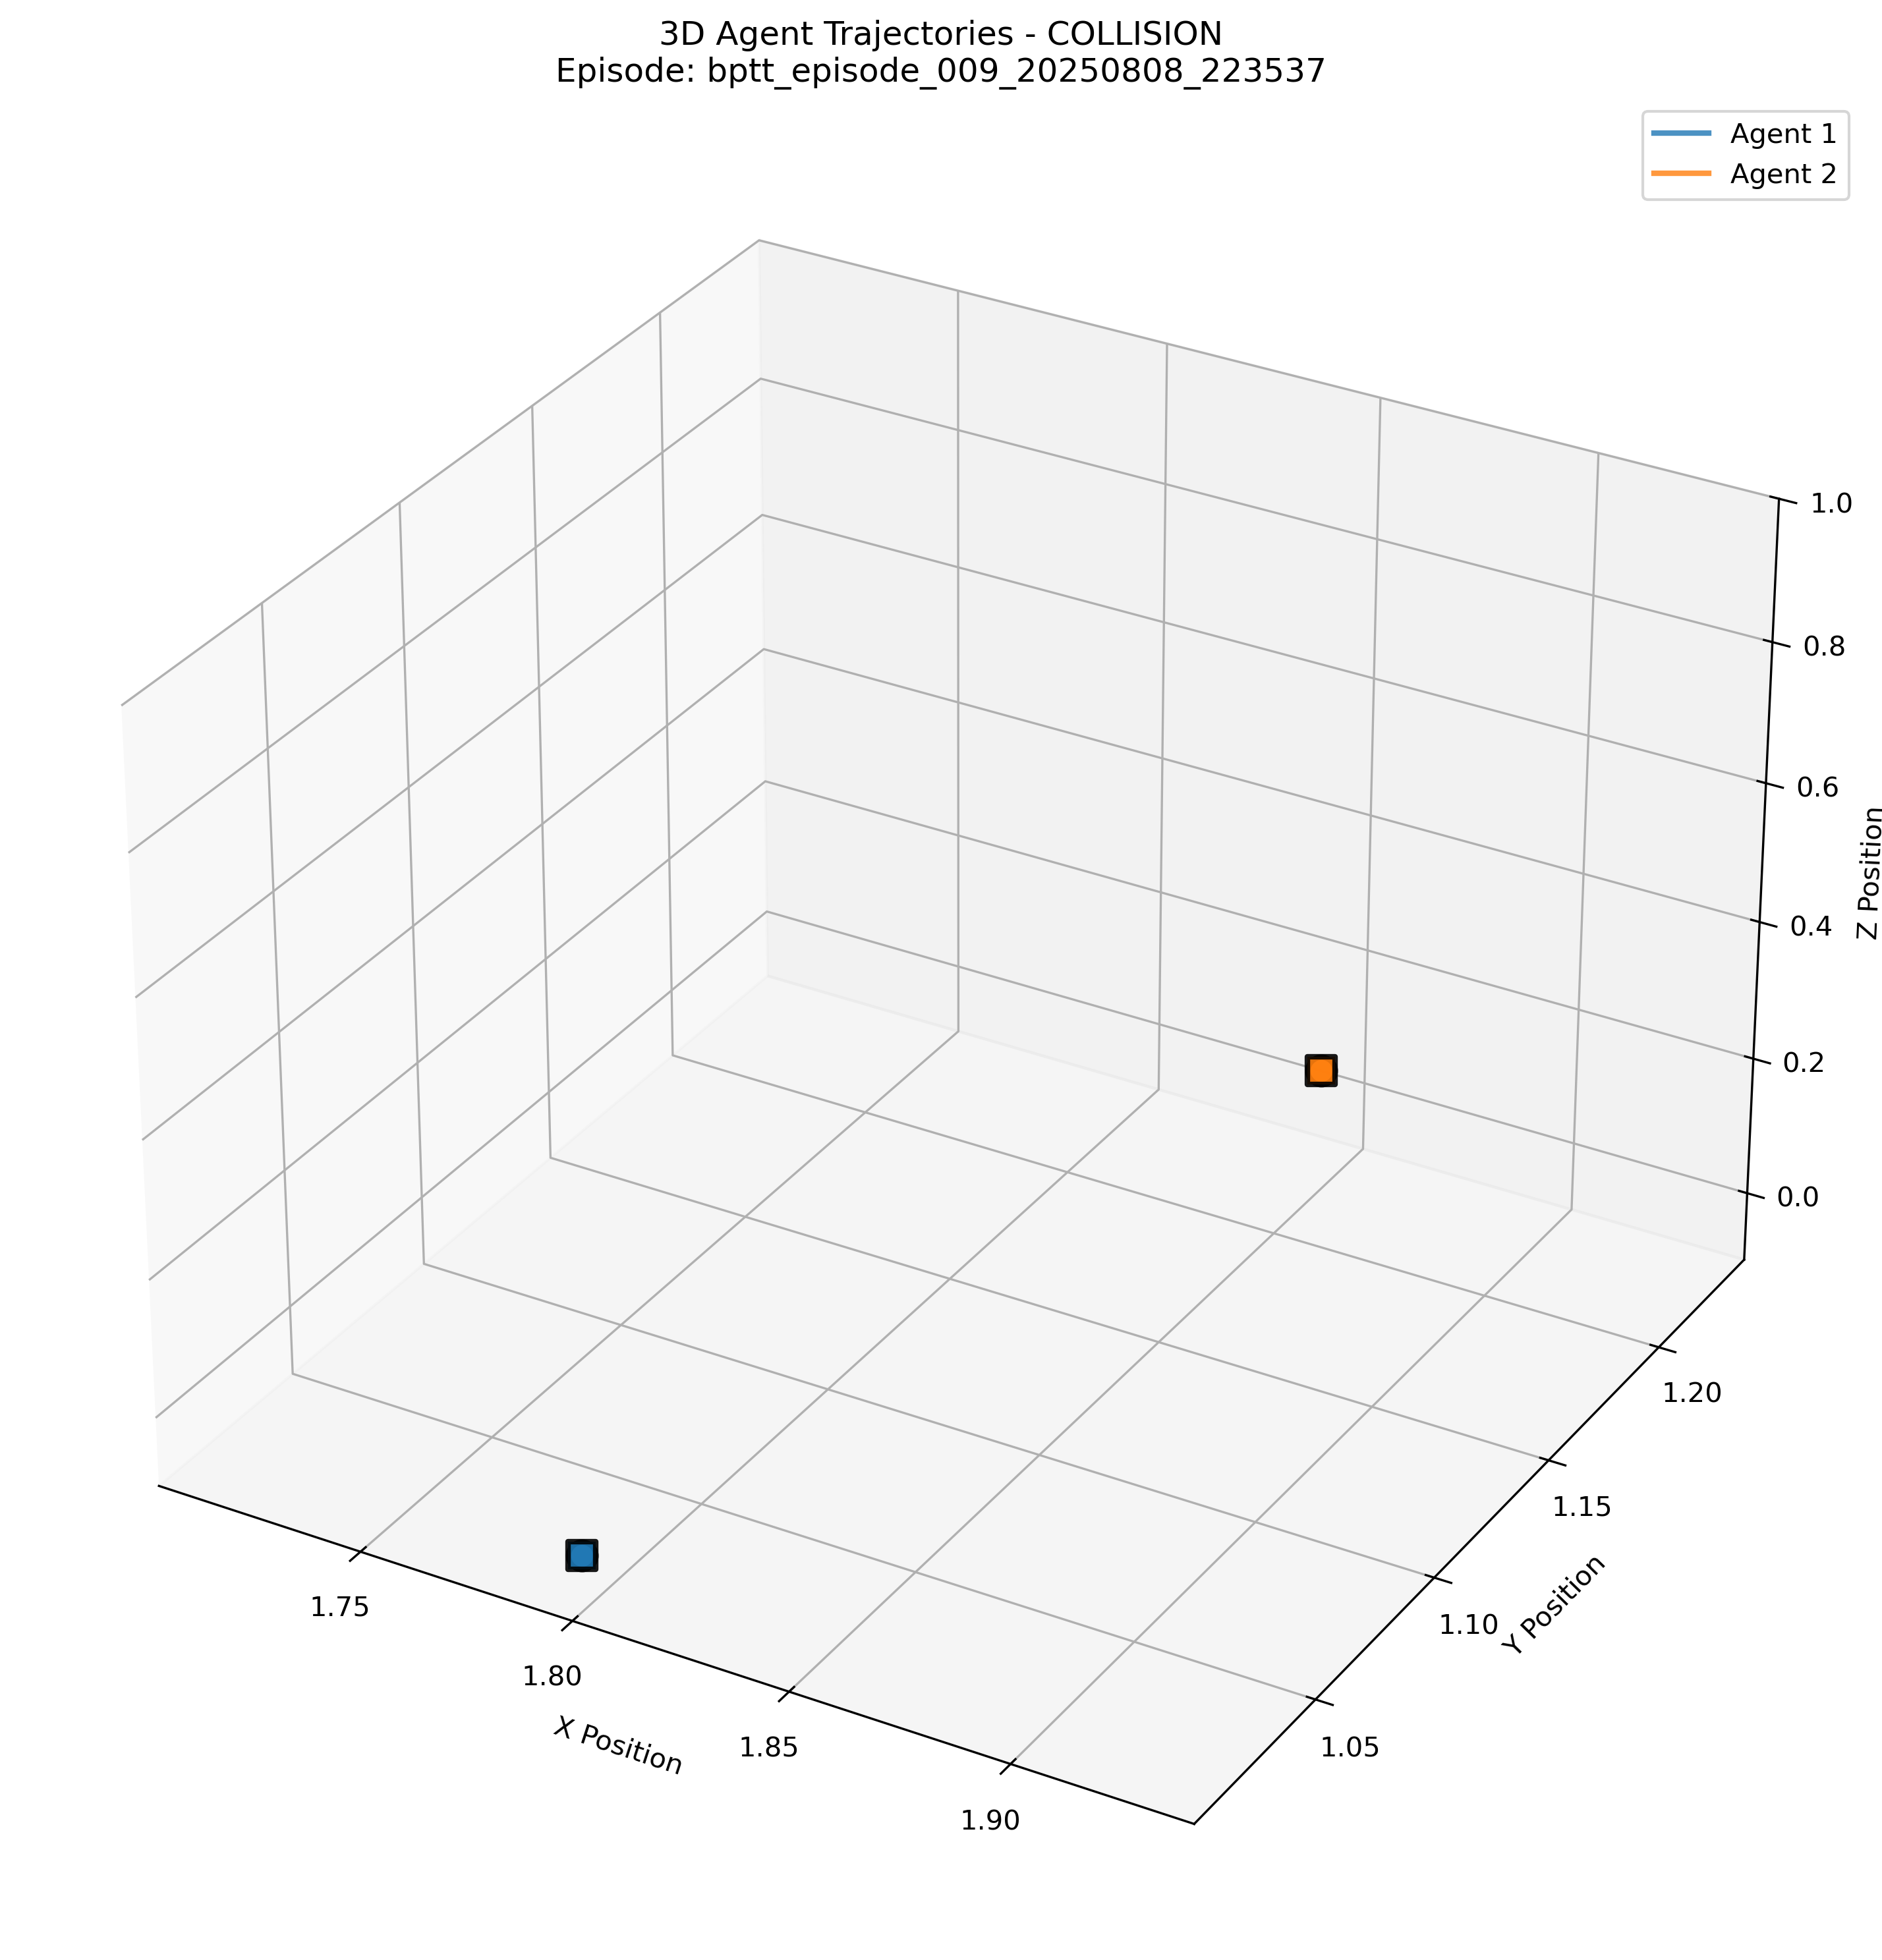 3D Agent Trajectories - COLLISION
Episode: bptt_episode_009_20250808_223537
Agent 1
Agent 2
1.0
0.8
0.6
0.4
0.2
0.0
Z Position
1.20
1.15
1.10
1.05
Y Position
1.75
1.80
1.85
1.90
X Position